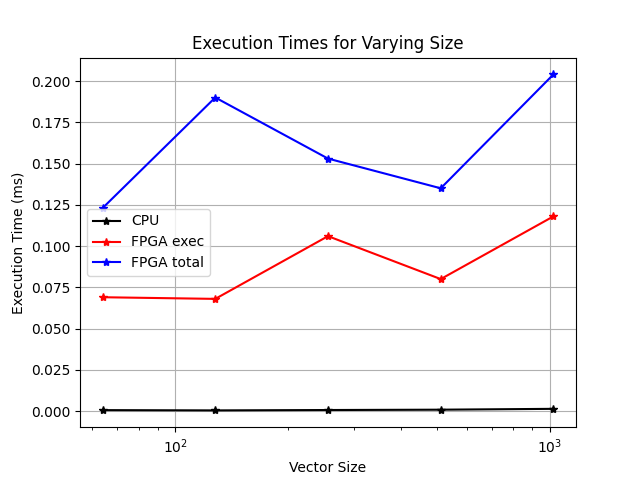 Execution Times for Varying Size
Execution Time (ms)
0.200
0.175
0.150
0.125
0.100
0.075
0.050
0.025
0.000
CPU
FPGA exec
FPGA total
10²
10³
Vector Size